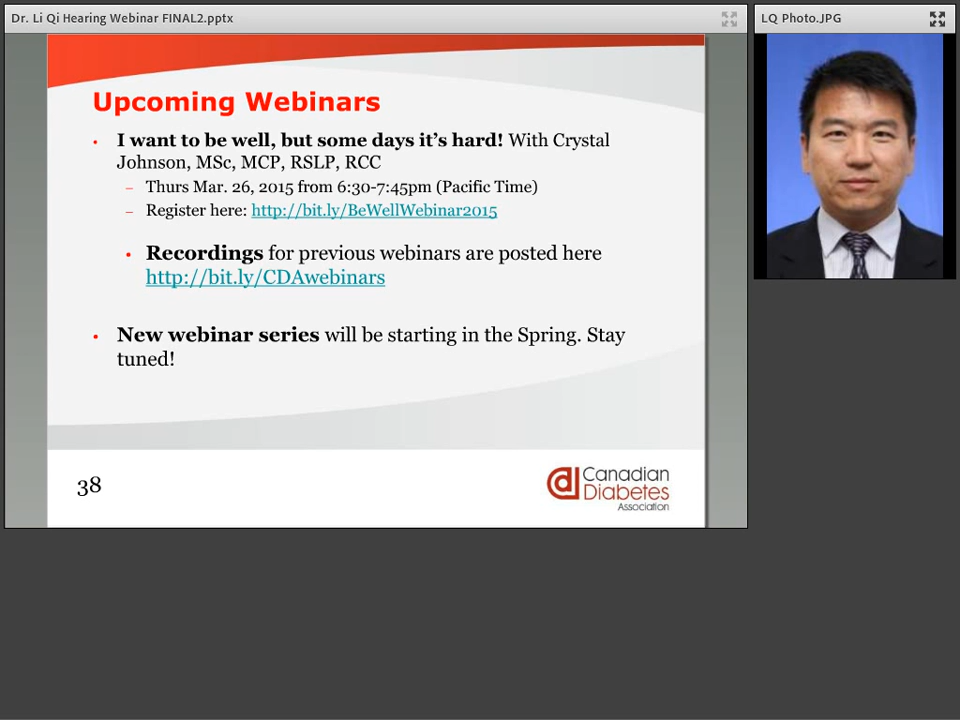 Dr. Li Qi Hearing Webinar FINAL2.pptx
LQ Photo.JPG
Upcoming Webinars
• I want to be well, but some days it's hard! With Crystal
Johnson, MSc, MCP, RSLP, RCC
– Thurs Mar. 26, 2015 from 6:30-7:45pm (Pacific Time)
– Register here: http://bit.ly/BeWellWebinar2015
• Recordings for previous webinars are posted here
http://bit.ly/CDAwebinars
• New webinar series will be starting in the Spring. Stay
tuned!
38
Canadian
Diabetes
Association